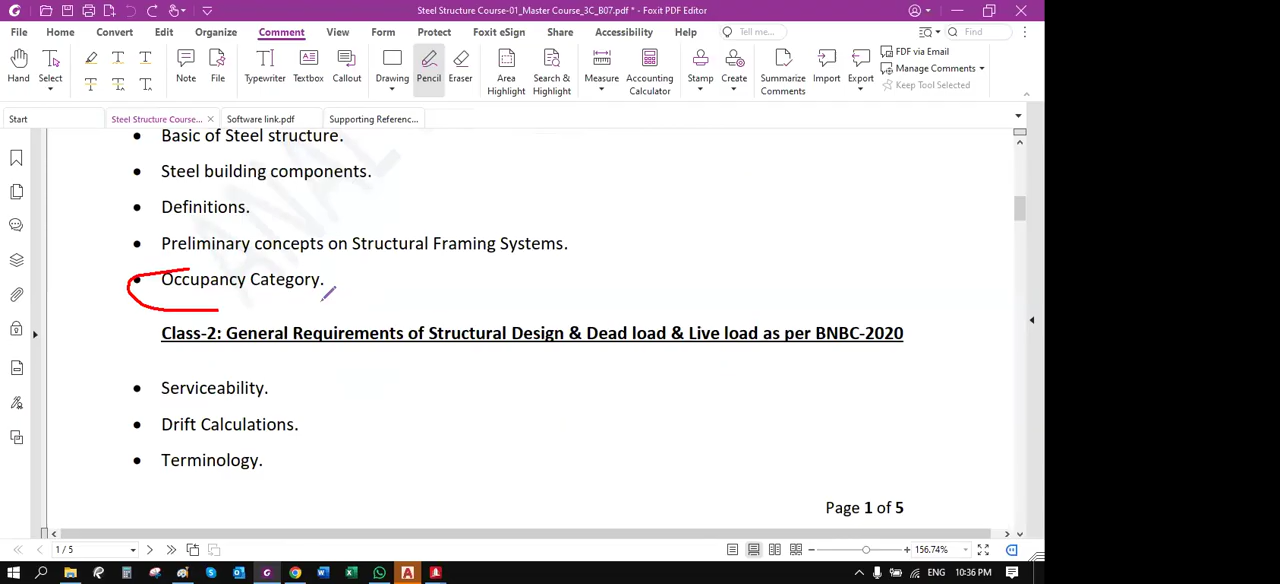 Steel Structure Course-01_Master Course_3C_B07.pdf * - Foxit PDF Editor
File Home Convert Edit Organize Comment View Form Protect Foxit eSign Share Accessibility Help Tell me... Find
Hand Select Note File Typewriter Textbox Callout Drawing Pencil Eraser Area Highlight Search & Highlight Measure Accounting Calculator Stamp Create Summarize Comments Import Export
FDF via Email
Manage Comments
Keep Tool Selected
Start Steel Structure Course... Software link.pdf Supporting Referenc...
ANAL
• Basic of Steel structure.
• Steel building components.
• Definitions.
• Preliminary concepts on Structural Framing Systems.
• Occupancy Category.
Class-2: General Requirements of Structural Design & Dead load & Live load as per BNBC-2020
• Serviceability.
• Drift Calculations.
• Terminology.
Page 1 of 5
1 / 5 156.74%
ENG 10:36 PM